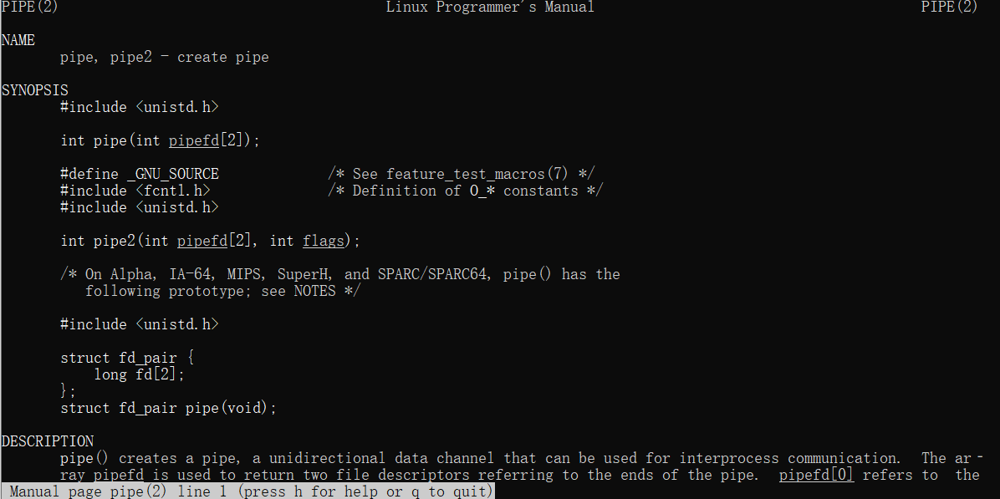 PIPE(2) Linux Programmer's Manual PIPE(2)
NAME
pipe, pipe2 - create pipe
SYNOPSIS
#include <unistd.h>
int pipe(int pipefd[2]);
#define _GNU_SOURCE /* See feature_test_macros(7) */
#include <fcntl.h> /* Definition of O_* constants */
#include <unistd.h>
int pipe2(int pipefd[2], int flags);
/* On Alpha, IA-64, MIPS, SuperH, and SPARC/SPARC64, pipe() has the
following prototype; see NOTES */
#include <unistd.h>
struct fd_pair {
long fd[2];
};
struct fd_pair pipe(void);
DESCRIPTION
pipe() creates a pipe, a unidirectional data channel that can be used for interprocess communication. The ar-
ray pipefd is used to return two file descriptors referring to the ends of the pipe. pipefd[0] refers to the
Manual page pipe(2) line 1 (press h for help or q to quit)